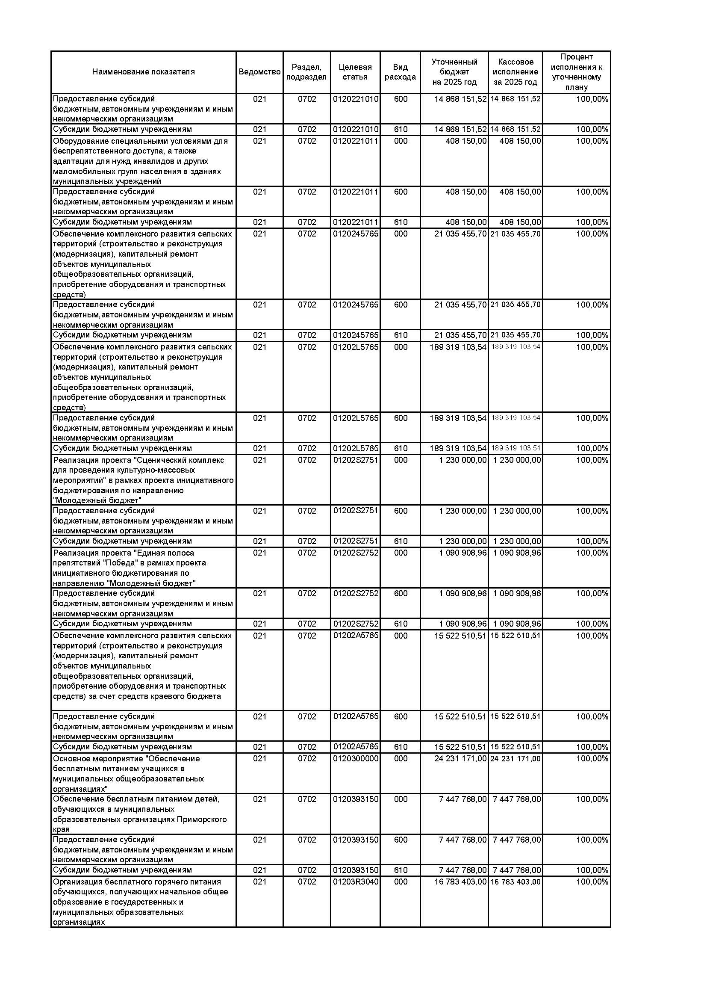 Наименование показателя Ведомство Раздел, подраздел Целевая статья Вид расхода Уточненный бюджет на 2025 год Кассовое исполнение за 2025 год Процент исполнения к уточненному плану
Предоставление субсидий 021 0702 0120221010 600 14 868 151,52 14 868 151,52 100,00%
бюджетным,автономным учреждениям и иным
некоммерческим организациям
Субсидии бюджетным учреждениям 021 0702 0120221010 610 14 868 151,52 14 868 151,52 100,00%
Оборудование специальными условиями для 021 0702 0120221011 000 408 150,00 408 150,00 100,00%
беспрепятственного доступа, а также
адаптации для нужд инвалидов и других
маломобильных групп населения в зданиях
муниципальных учреждений
Предоставление субсидий 021 0702 0120221011 600 408 150,00 408 150,00 100,00%
бюджетным,автономным учреждениям и иным
некоммерческим организациям
Субсидии бюджетным учреждениям 021 0702 0120221011 610 408 150,00 408 150,00 100,00%
Обеспечение комплексного развития сельских 021 0702 0120245765 000 21 035 455,70 21 035 455,70 100,00%
территорий (строительство и реконструкция
(модернизация), капитальный ремонт
объектов муниципальных
общеобразовательных организаций,
приобретение оборудования и транспортных
средств)
Предоставление субсидий 021 0702 0120245765 600 21 035 455,70 21 035 455,70 100,00%
бюджетным,автономным учреждениям и иным
некоммерческим организациям
Субсидии бюджетным учреждениям 021 0702 0120245765 610 21 035 455,70 21 035 455,70 100,00%
Обеспечение комплексного развития сельских 021 0702 01202L5765 000 189 319 103,54 189 319 103,54 100,00%
территорий (строительство и реконструкция
(модернизация), капитальный ремонт
объектов муниципальных
общеобразовательных организаций,
приобретение оборудования и транспортных
средств)
Предоставление субсидий 021 0702 01202L5765 600 189 319 103,54 189 319 103,54 100,00%
бюджетным,автономным учреждениям и иным
некоммерческим организациям
Субсидии бюджетным учреждениям 021 0702 01202L5765 610 189 319 103,54 189 319 103,54 100,00%
Реализация проекта "Сценический комплекс 021 0702 01202S2751 000 1 230 000,00 1 230 000,00 100,00%
для проведения культурно-массовых
мероприятий" в рамках проекта инициативного
бюджетирования по направлению
"Молодежный бюджет"
Предоставление субсидий 021 0702 01202S2751 600 1 230 000,00 1 230 000,00 100,00%
бюджетным,автономным учреждениям и иным
некоммерческим организациям
Субсидии бюджетным учреждениям 021 0702 01202S2751 610 1 230 000,00 1 230 000,00 100,00%
Реализация проекта "Единая полоса 021 0702 01202S2752 000 1 090 908,96 1 090 908,96 100,00%
препятствий "Победа" в рамках проекта
инициативного бюджетирования по
направлению "Молодежный бюджет"
Предоставление субсидий 021 0702 01202S2752 600 1 090 908,96 1 090 908,96 100,00%
бюджетным,автономным учреждениям и иным
некоммерческим организациям
Субсидии бюджетным учреждениям 021 0702 01202S2752 610 1 090 908,96 1 090 908,96 100,00%
Обеспечение комплексного развития сельских 021 0702 01202А5765 000 15 522 510,51 15 522 510,51 100,00%
территорий (строительство и реконструкция
(модернизация), капитальный ремонт
объектов муниципальных
общеобразовательных организаций,
приобретение оборудования и транспортных
средств) за счет средств краевого бюджета
Предоставление субсидий 021 0702 01202А5765 600 15 522 510,51 15 522 510,51 100,00%
бюджетным,автономным учреждениям и иным
некоммерческим организациям
Субсидии бюджетным учреждениям 021 0702 01202А5765 610 15 522 510,51 15 522 510,51 100,00%
Основное мероприятие "Обеспечение 021 0702 0120300000 000 24 231 171,00 24 231 171,00 100,00%
бесплатным питанием учащихся в
муниципальных общеобразовательных
организациях"
Обеспечение бесплатным питанием детей, 021 0702 0120393150 000 7 447 768,00 7 447 768,00 100,00%
обучающихся в муниципальных
образовательных организациях Приморского
края
Предоставление субсидий 021 0702 0120393150 600 7 447 768,00 7 447 768,00 100,00%
бюджетным,автономным учреждениям и иным
некоммерческим организациям
Субсидии бюджетным учреждениям 021 0702 0120393150 610 7 447 768,00 7 447 768,00 100,00%
Организация бесплатного горячего питания 021 0702 01203R3040 000 16 783 403,00 16 783 403,00 100,00%
обучающихся, получающих начальное общее
образование в государственных и
муниципальных образовательных
организациях